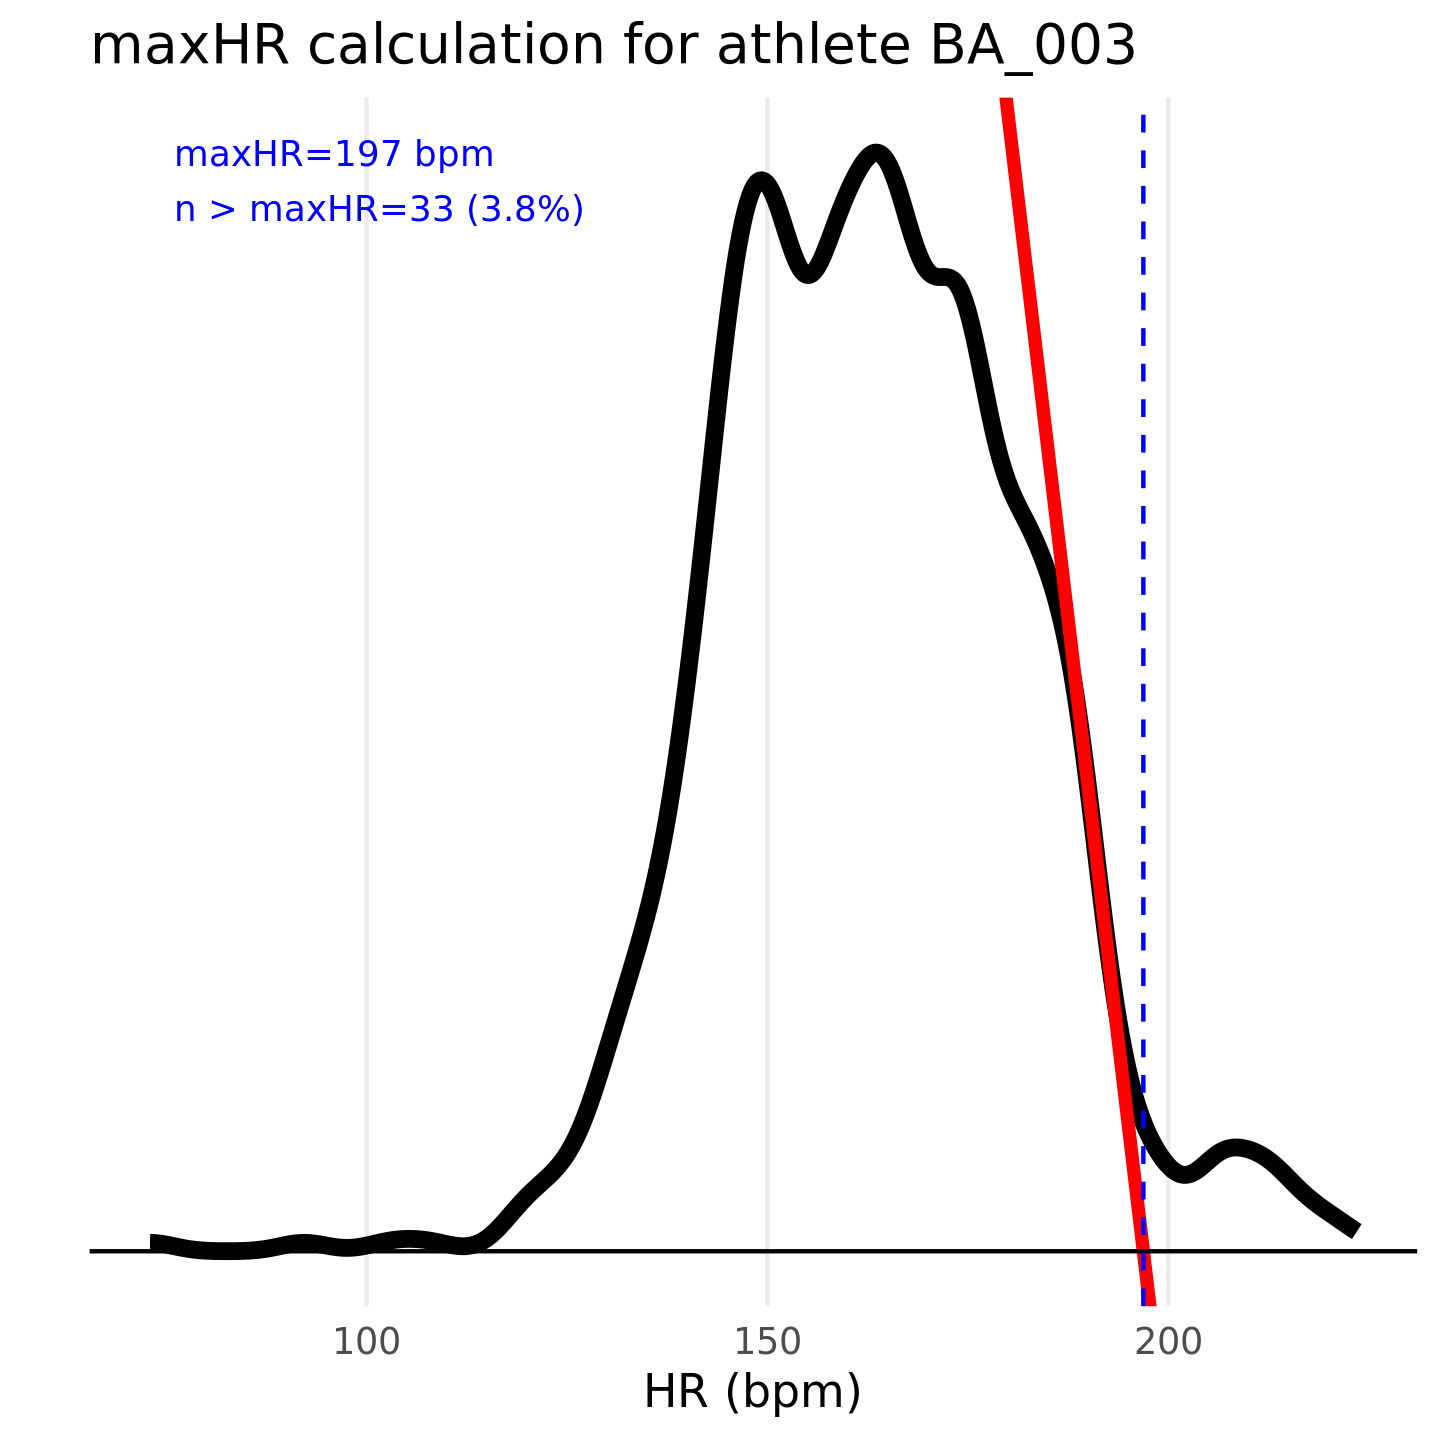 maxHR calculation for athlete BA_003
maxHR=197 bpm
n > maxHR=33 (3.8%)
100 150 200
HR (bpm)